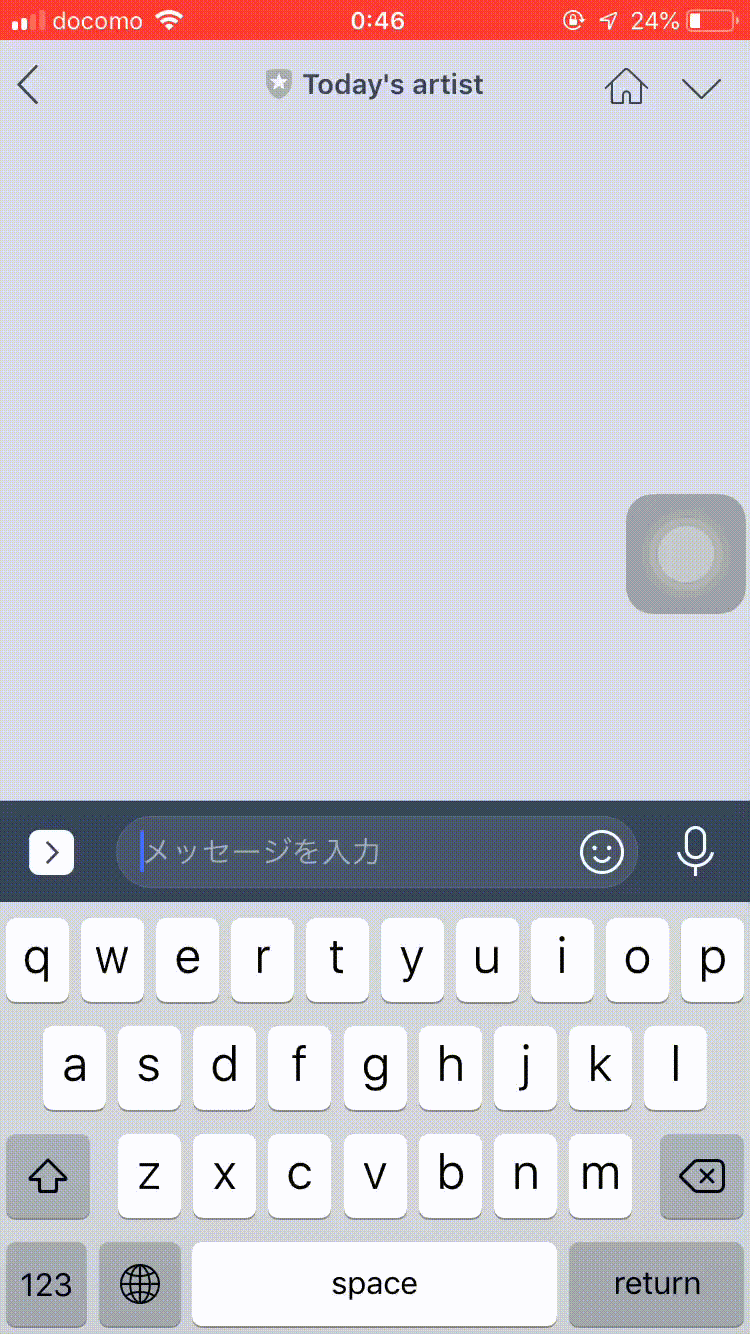 docomo 0:46 24%
Today's artist
メッセージを入力
q w e r t y u i o p
a s d f g h j k l
z x c v b n m
123 space return